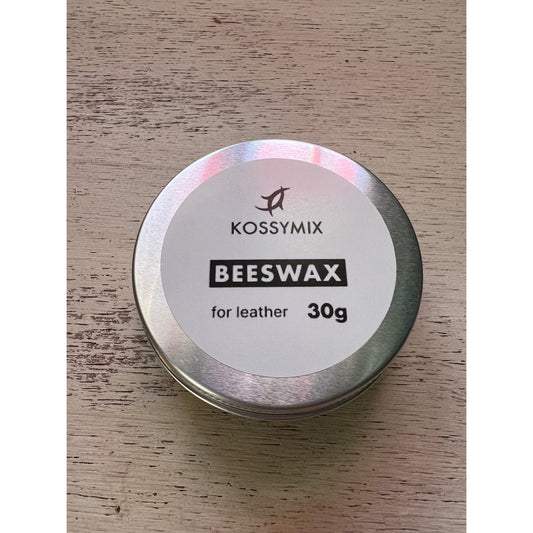 KOSSYMIX
BEESWAX
for leather 30g